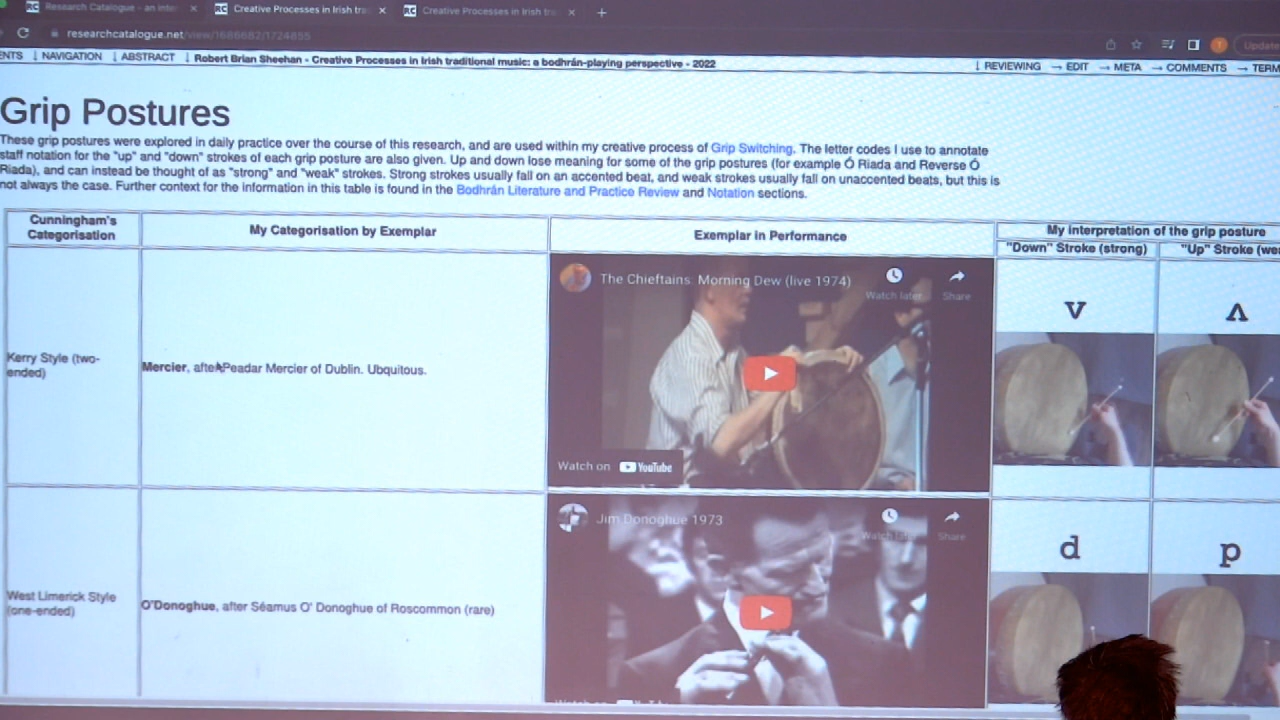 Research Catalogue - an inter
Creative Processes in Irish tra
Creative Processes in Irish tra
researchcatalogue.net/view/1686682/1724855
Update
NTS ↓ NAVIGATION ↓ ABSTRACT ↓ Robert Brian Sheehan - Creative Processes in Irish traditional music: a bodhrán-playing perspective - 2022
↓ REVIEWING → EDIT → META → COMMENTS → TERM
Grip Postures
These grip postures were explored in daily practice over the course of this research, and are used within my creative process of Grip Switching. The letter codes I use to annotate
staff notation for the "up" and "down" strokes of each grip posture are also given. Up and down lose meaning for some of the grip postures (for example Ó Riada and Reverse Ó
Riada), and can instead be thought of as "strong" and "weak" strokes. Strong strokes usually fall on an accented beat, and weak strokes usually fall on unaccented beats, but this is
not always the case. Further context for the information in this table is found in the Bodhrán Literature and Practice Review and Notation sections.
Cunningham's
Categorisation
My Categorisation by Exemplar
Exemplar in Performance
My interpretation of the grip posture
"Down" Stroke (strong)
"Up" Stroke (wea
Kerry Style (two-
ended)
Mercier, after Peadar Mercier of Dublin. Ubquitous.
The Chieftains: Morning Dew (live 1974)
Watch later
Share
Watch on YouTube
v
ʌ
West Limerick Style
(one-ended)
O'Donoghue, after Séamus O' Donoghue of Roscommon (rare)
Jim Donoghue 1973
Watch later
Share
d
p